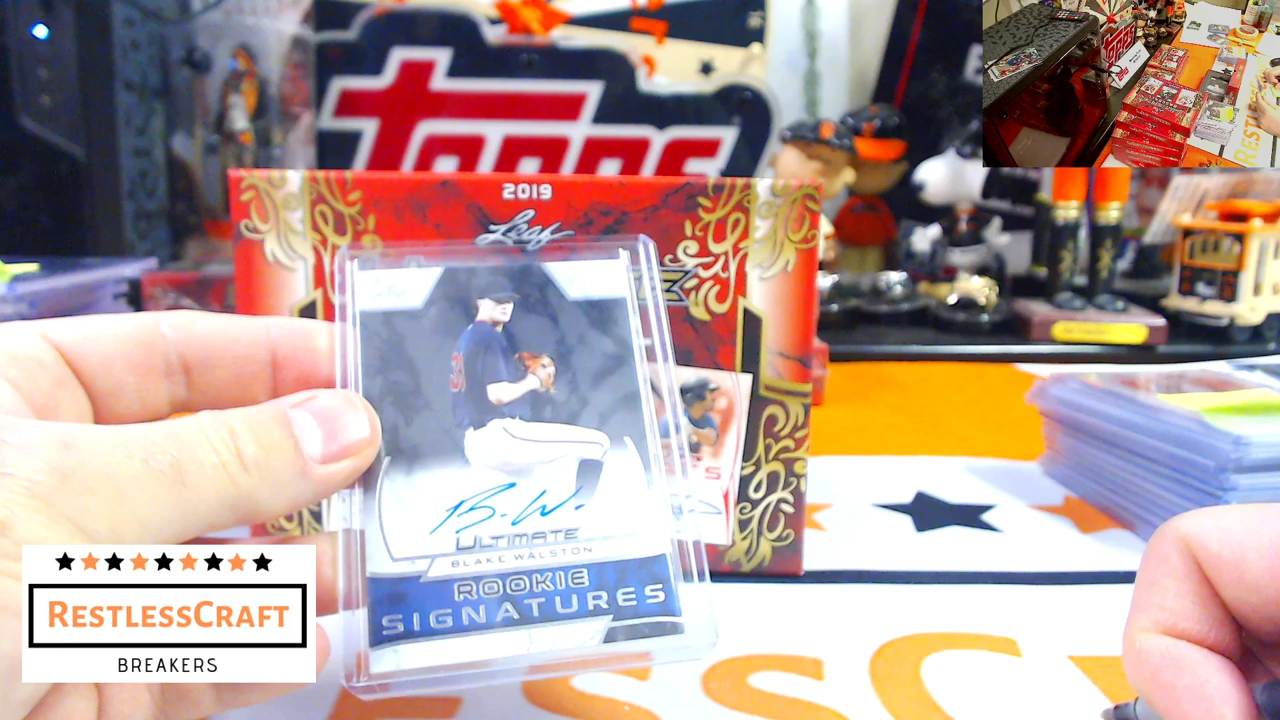 TOPPS
2019
Leaf
B.W.
ULTIMATE
BLAKE WALSTON
ROOKIE
SIGNATURES
RESTLESSCRAFT
BREAKERS